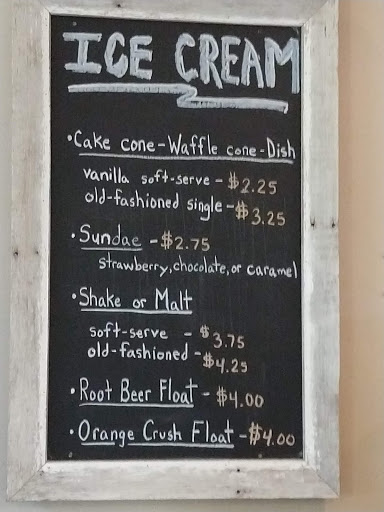 ICE CREAM
•Cake cone-Waffle cone-Dish
vanilla soft-serve - $2.25
old-fashioned single - $3.25
•Sundae - $2.75
strawberry, chocolate, or caramel
•Shake or Malt
soft-serve - $3.75
old-fashioned - $4.25
•Root Beer Float - $4.00
•Orange Crush Float - $4.00